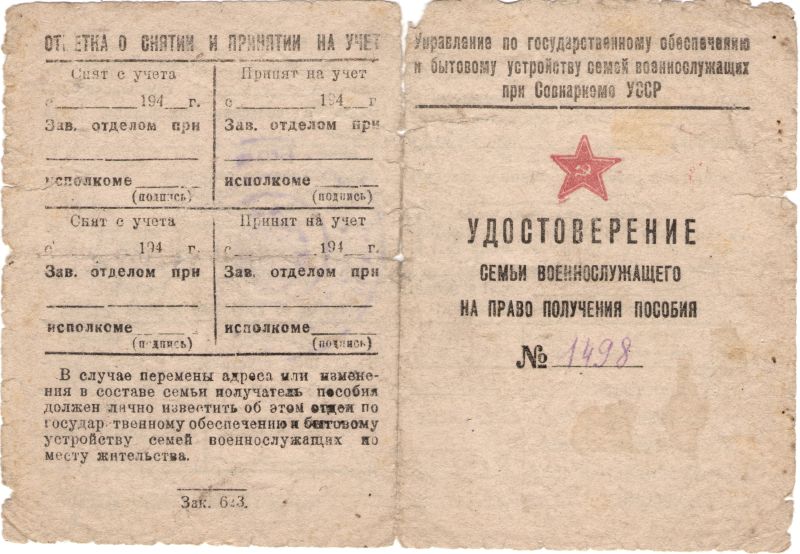 ОТМЕТКА О СНЯТИИ И ПРИНЯТИИ НА УЧЕТ
Снят с учета
с 194 г.
Зав. отделом при
исполкоме
(подпись)
Принят на учет
с 194 г.
Зав. отделом при
исполкоме
(подпись)
Снят с учета
с 194 г.
Зав. отделом при
исполкоме
(подпись)
Принят на учет
с 194 г.
Зав. отделом при
исполкоме
(подпись)
В случае перемены адреса или измене-
ния в составе семьи получатель пособия
должен лично известить об этом отдел по
государственному обеспечению и бытовому
устройству семей военнослужащих по
месту жительства.
Зак. 623.
Управление по государственному обеспечению
и бытовому устройству семей военнослужащих
при Совнаркоме УССР
УДОСТОВЕРЕНИЕ
СЕМЬИ ВОЕННОСЛУЖАЩЕГО
НА ПРАВО ПОЛУЧЕНИЯ ПОСОБИЯ
№ 1498